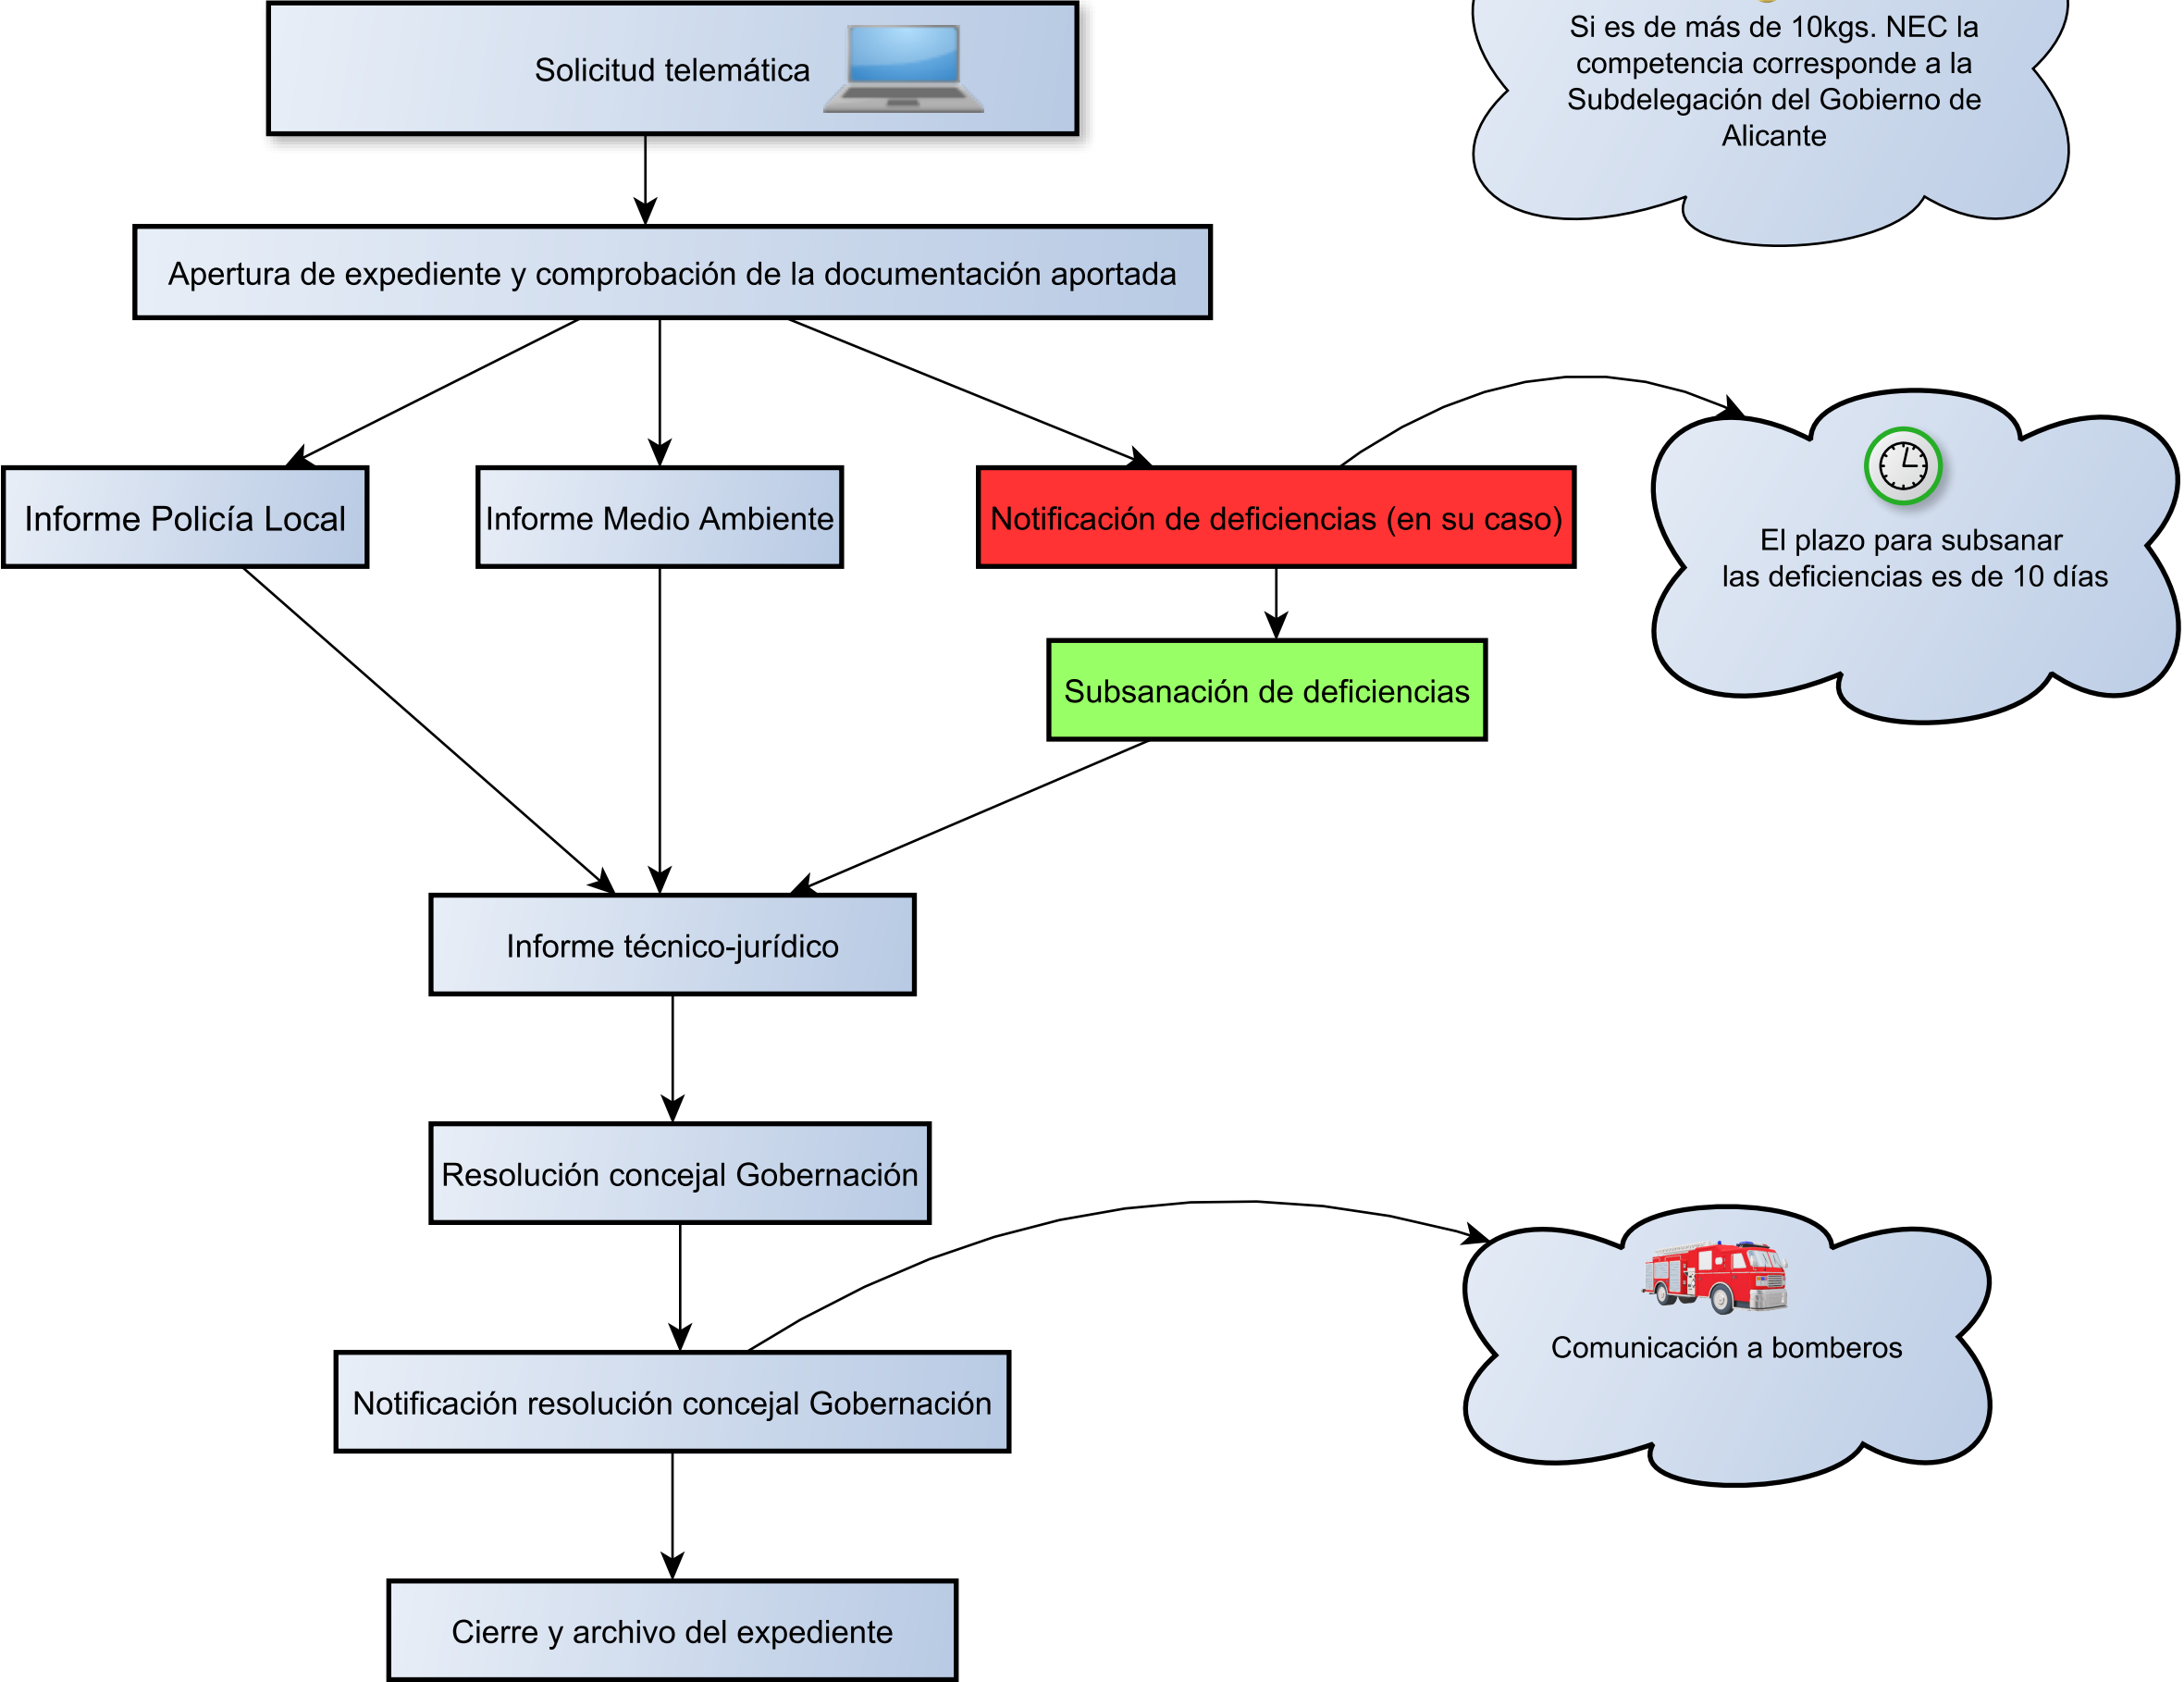 Solicitud telemática
Si es de más de 10kgs. NEC la
competencia corresponde a la
Subdelegación del Gobierno de
Alicante
Apertura de expediente y comprobación de la documentación aportada
Informe Policía Local
Informe Medio Ambiente
Notificación de deficiencias (en su caso)
El plazo para subsanar
las deficiencias es de 10 días
Subsanación de deficiencias
Informe técnico-jurídico
Resolución concejal Gobernación
Comunicación a bomberos
Notificación resolución concejal Gobernación
Cierre y archivo del expediente